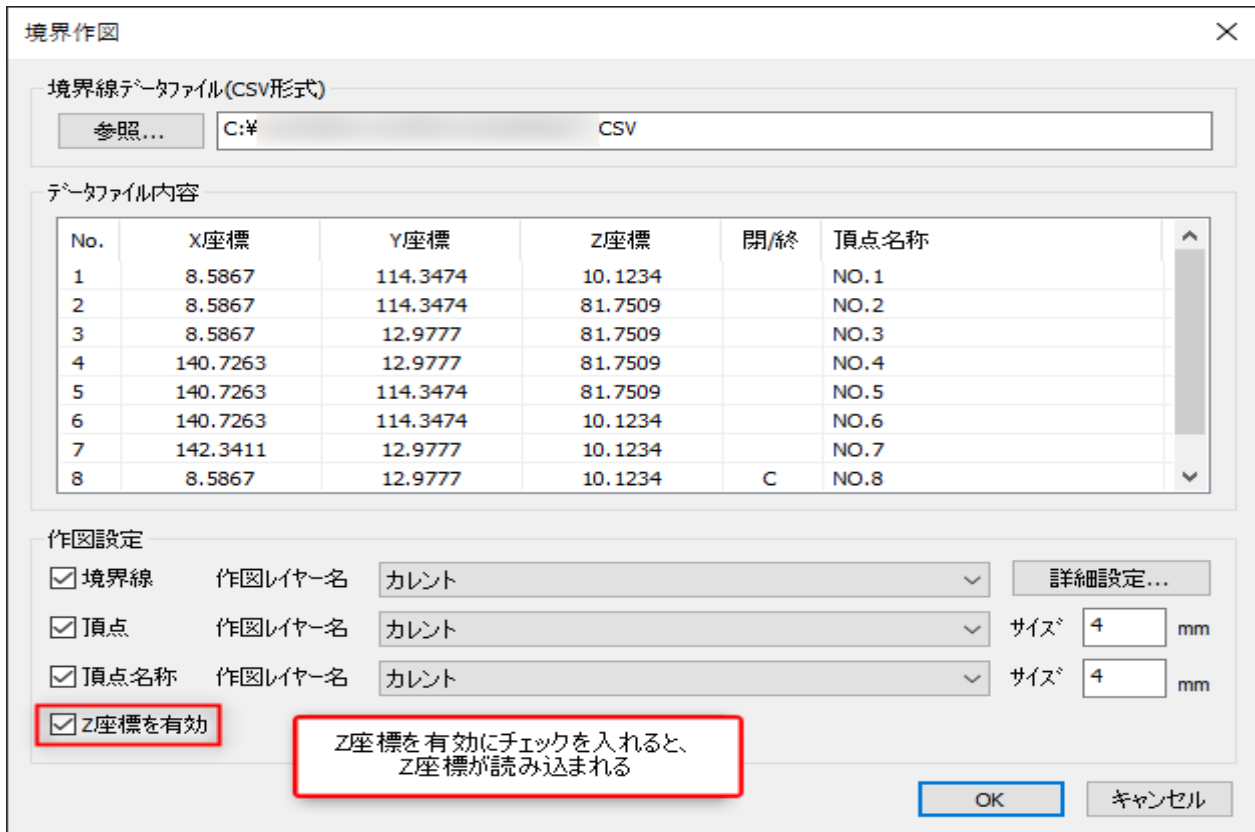 境界作図
境界線ﾃﾞｰﾀﾌｧｲﾙ(CSV形式)
参照... C:¥ CSV
ﾃﾞｰﾀﾌｧｲﾙ内容
No. X座標 Y座標 Z座標 閉/終 頂点名称
1 8.5867 114.3474 10.1234 NO.1
2 8.5867 114.3474 81.7509 NO.2
3 8.5867 12.9777 81.7509 NO.3
4 140.7263 12.9777 81.7509 NO.4
5 140.7263 114.3474 81.7509 NO.5
6 140.7263 114.3474 10.1234 NO.6
7 142.3411 12.9777 10.1234 NO.7
8 8.5867 12.9777 10.1234 C NO.8
作図設定
境界線 作図ﾚｲﾔｰ名 カレント 詳細設定...
頂点 作図ﾚｲﾔｰ名 カレント ｻｲｽﾞ 4 mm
頂点名称 作図ﾚｲﾔｰ名 カレント ｻｲｽﾞ 4 mm
Z座標を有効
Z座標を有効にチェックを入れると、
Z座標が読み込まれる
OK キャンセル